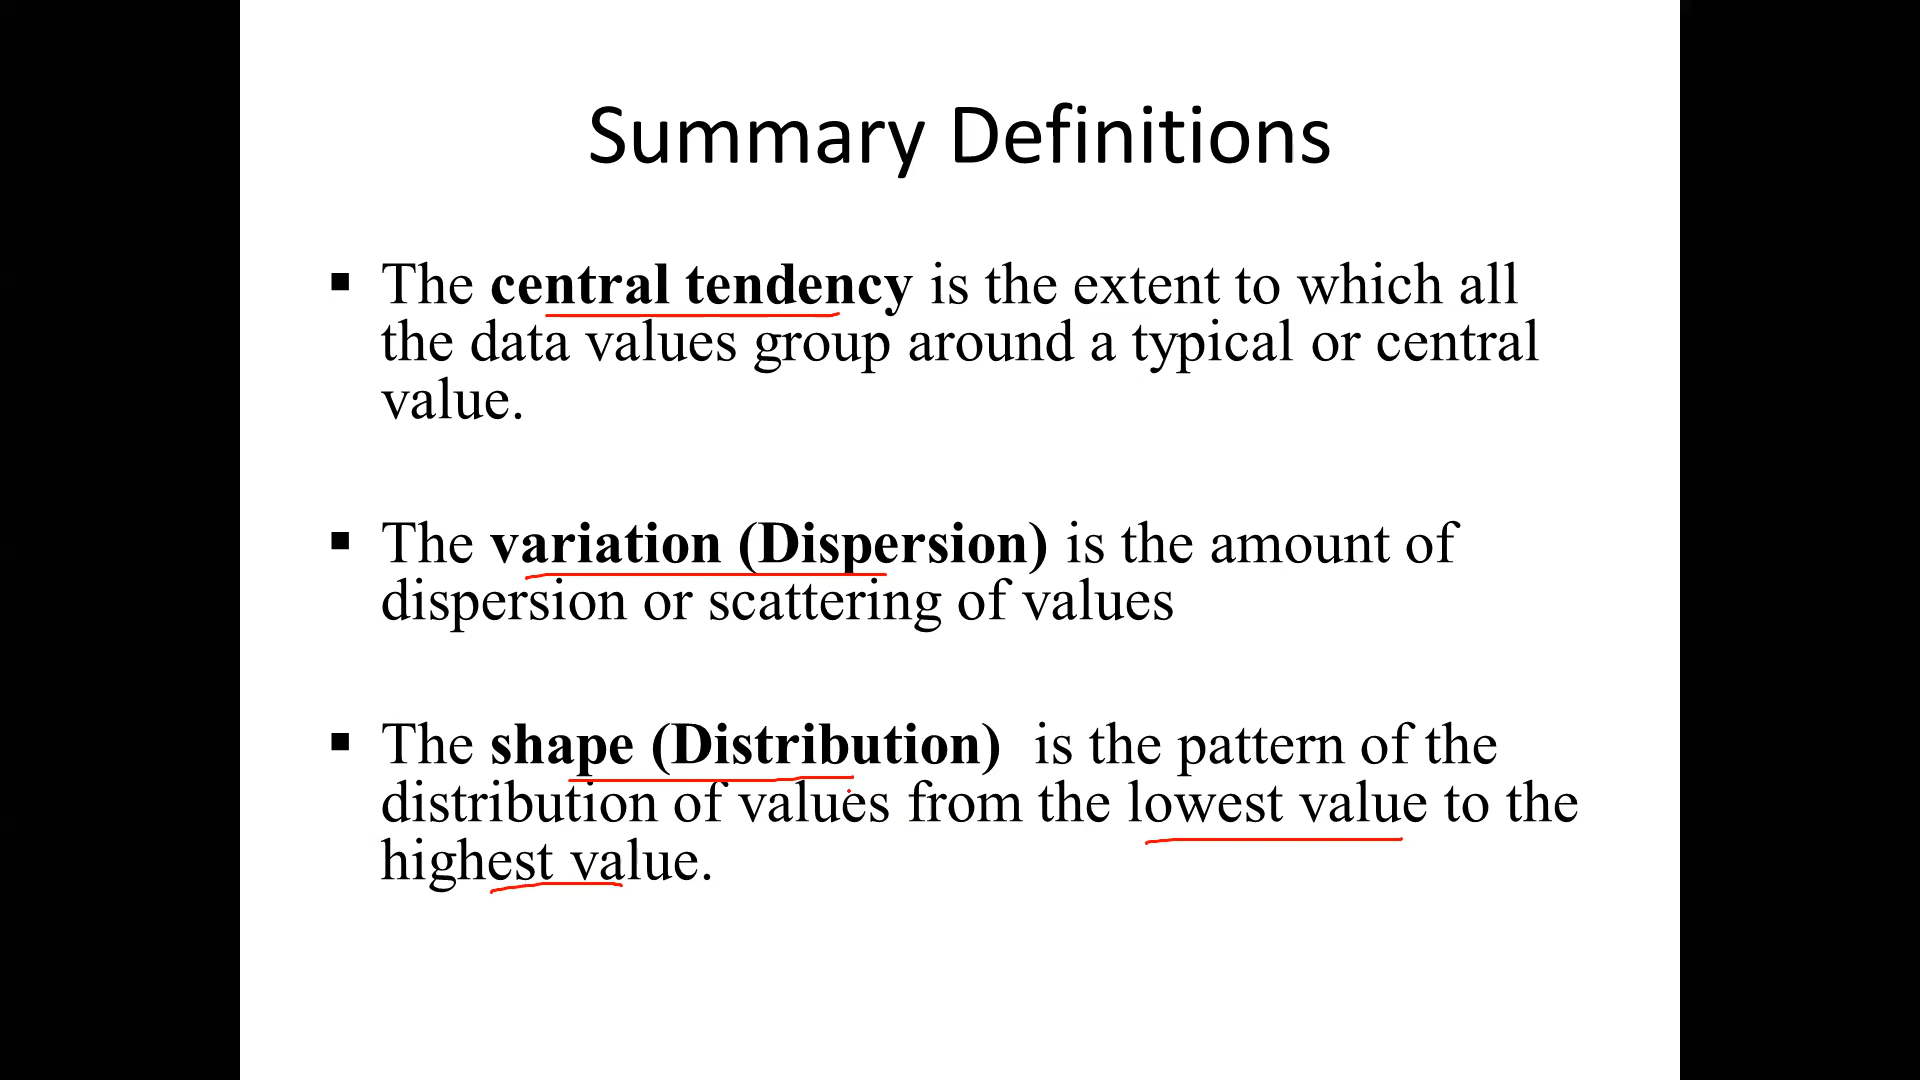 Summary Definitions
▪ The central tendency is the extent to which all
the data values group around a typical or central
value.
▪ The variation (Dispersion) is the amount of
dispersion or scattering of values
▪ The shape (Distribution) is the pattern of the
distribution of values from the lowest value to the
highest value.